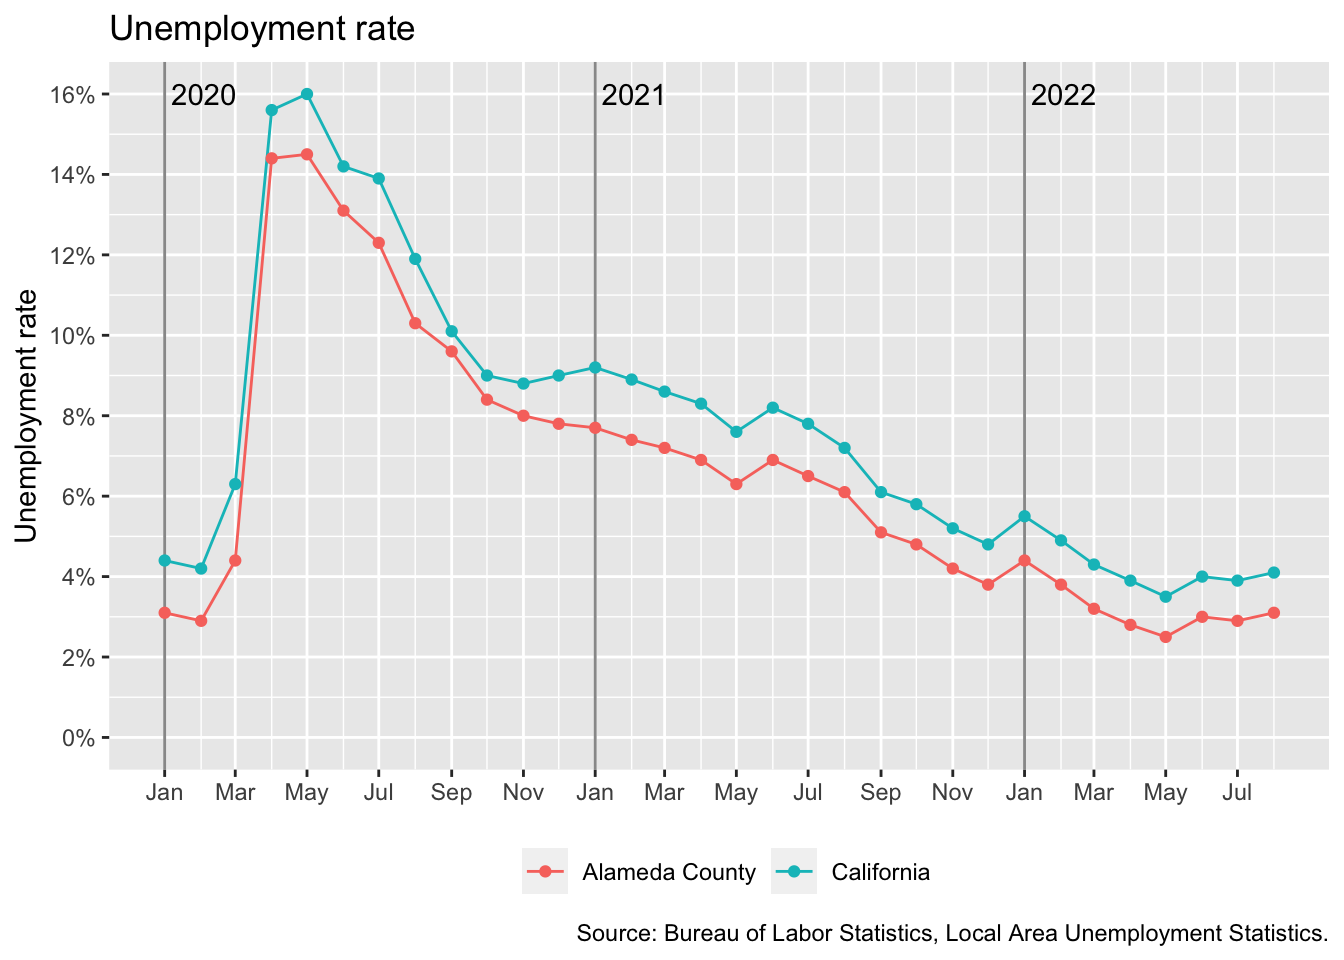 Unemployment rate
2020 2021 2022
16%
14%
12%
10%
8%
6%
4%
2%
0%
Unemployment rate
Jan Mar May Jul Sep Nov Jan Mar May Jul Sep Nov Jan Mar May Jul
Alameda County California
Source: Bureau of Labor Statistics, Local Area Unemployment Statistics.